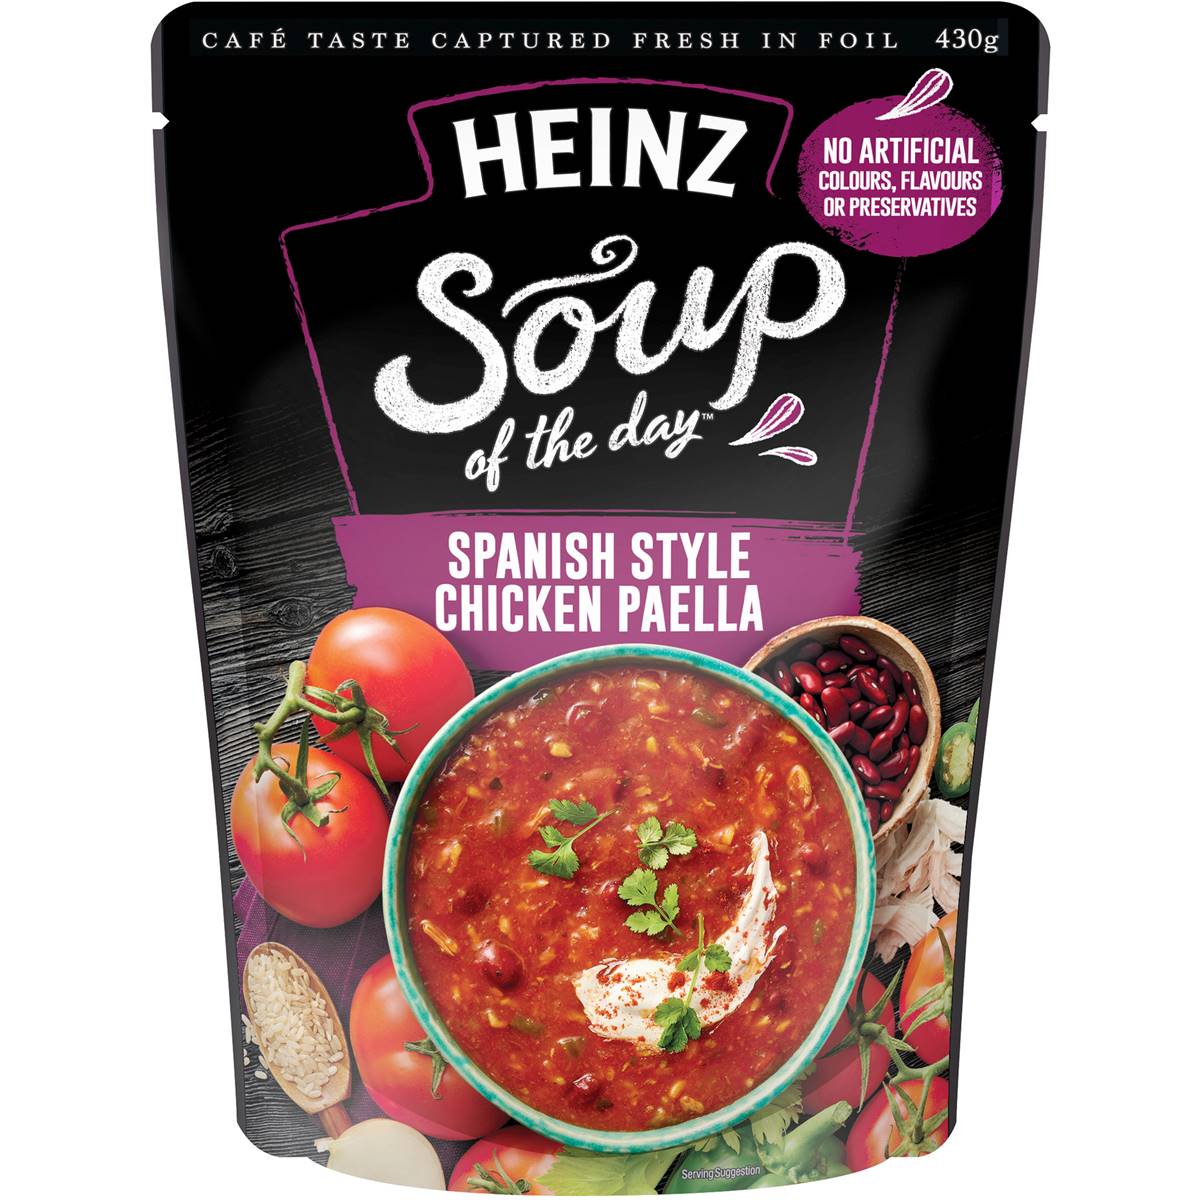 CAFÉ TASTE CAPTURED FRESH IN FOIL 430g
HEINZ
NO ARTIFICIAL
COLOURS, FLAVOURS
OR PRESERVATIVES
Soup
of the day™
SPANISH STYLE
CHICKEN PAELLA
Serving Suggestion